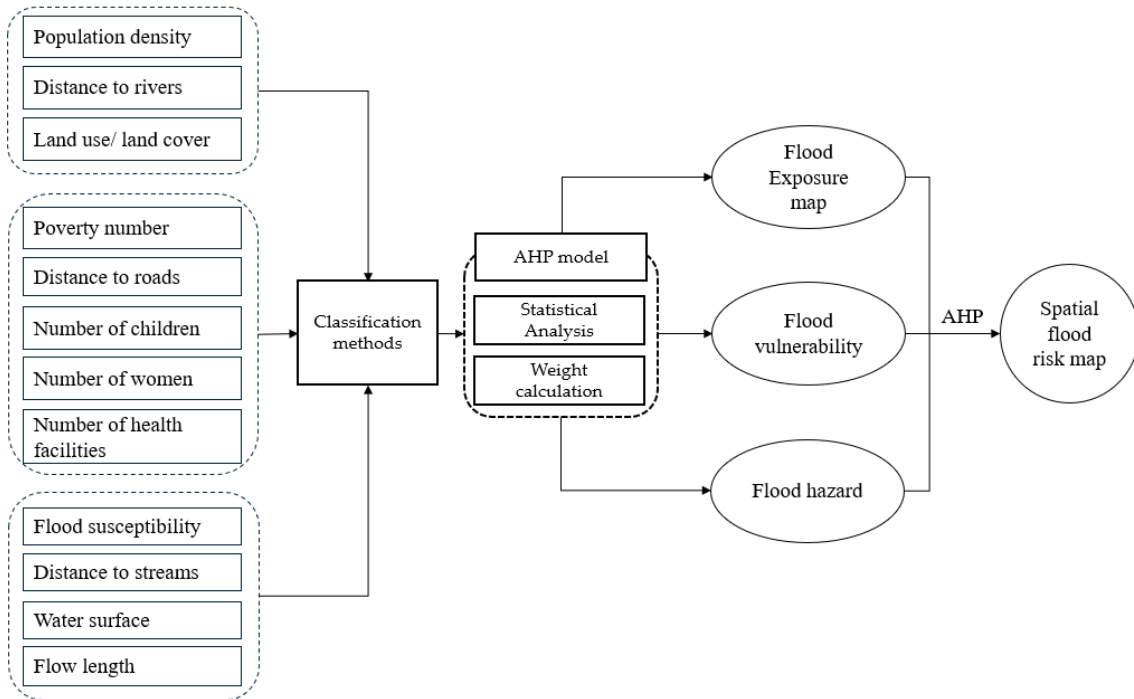 Population density
Distance to rivers
Land use/ land cover
Poverty number
Distance to roads
Number of children
Number of women
Number of health
facilities
Flood susceptibility
Distance to streams
Water surface
Flow length
Classification
methods
AHP model
Statistical
Analysis
Weight
calculation
Flood
Exposure
map
Flood
vulnerability
Flood hazard
AHP
Spatial
flood
risk map